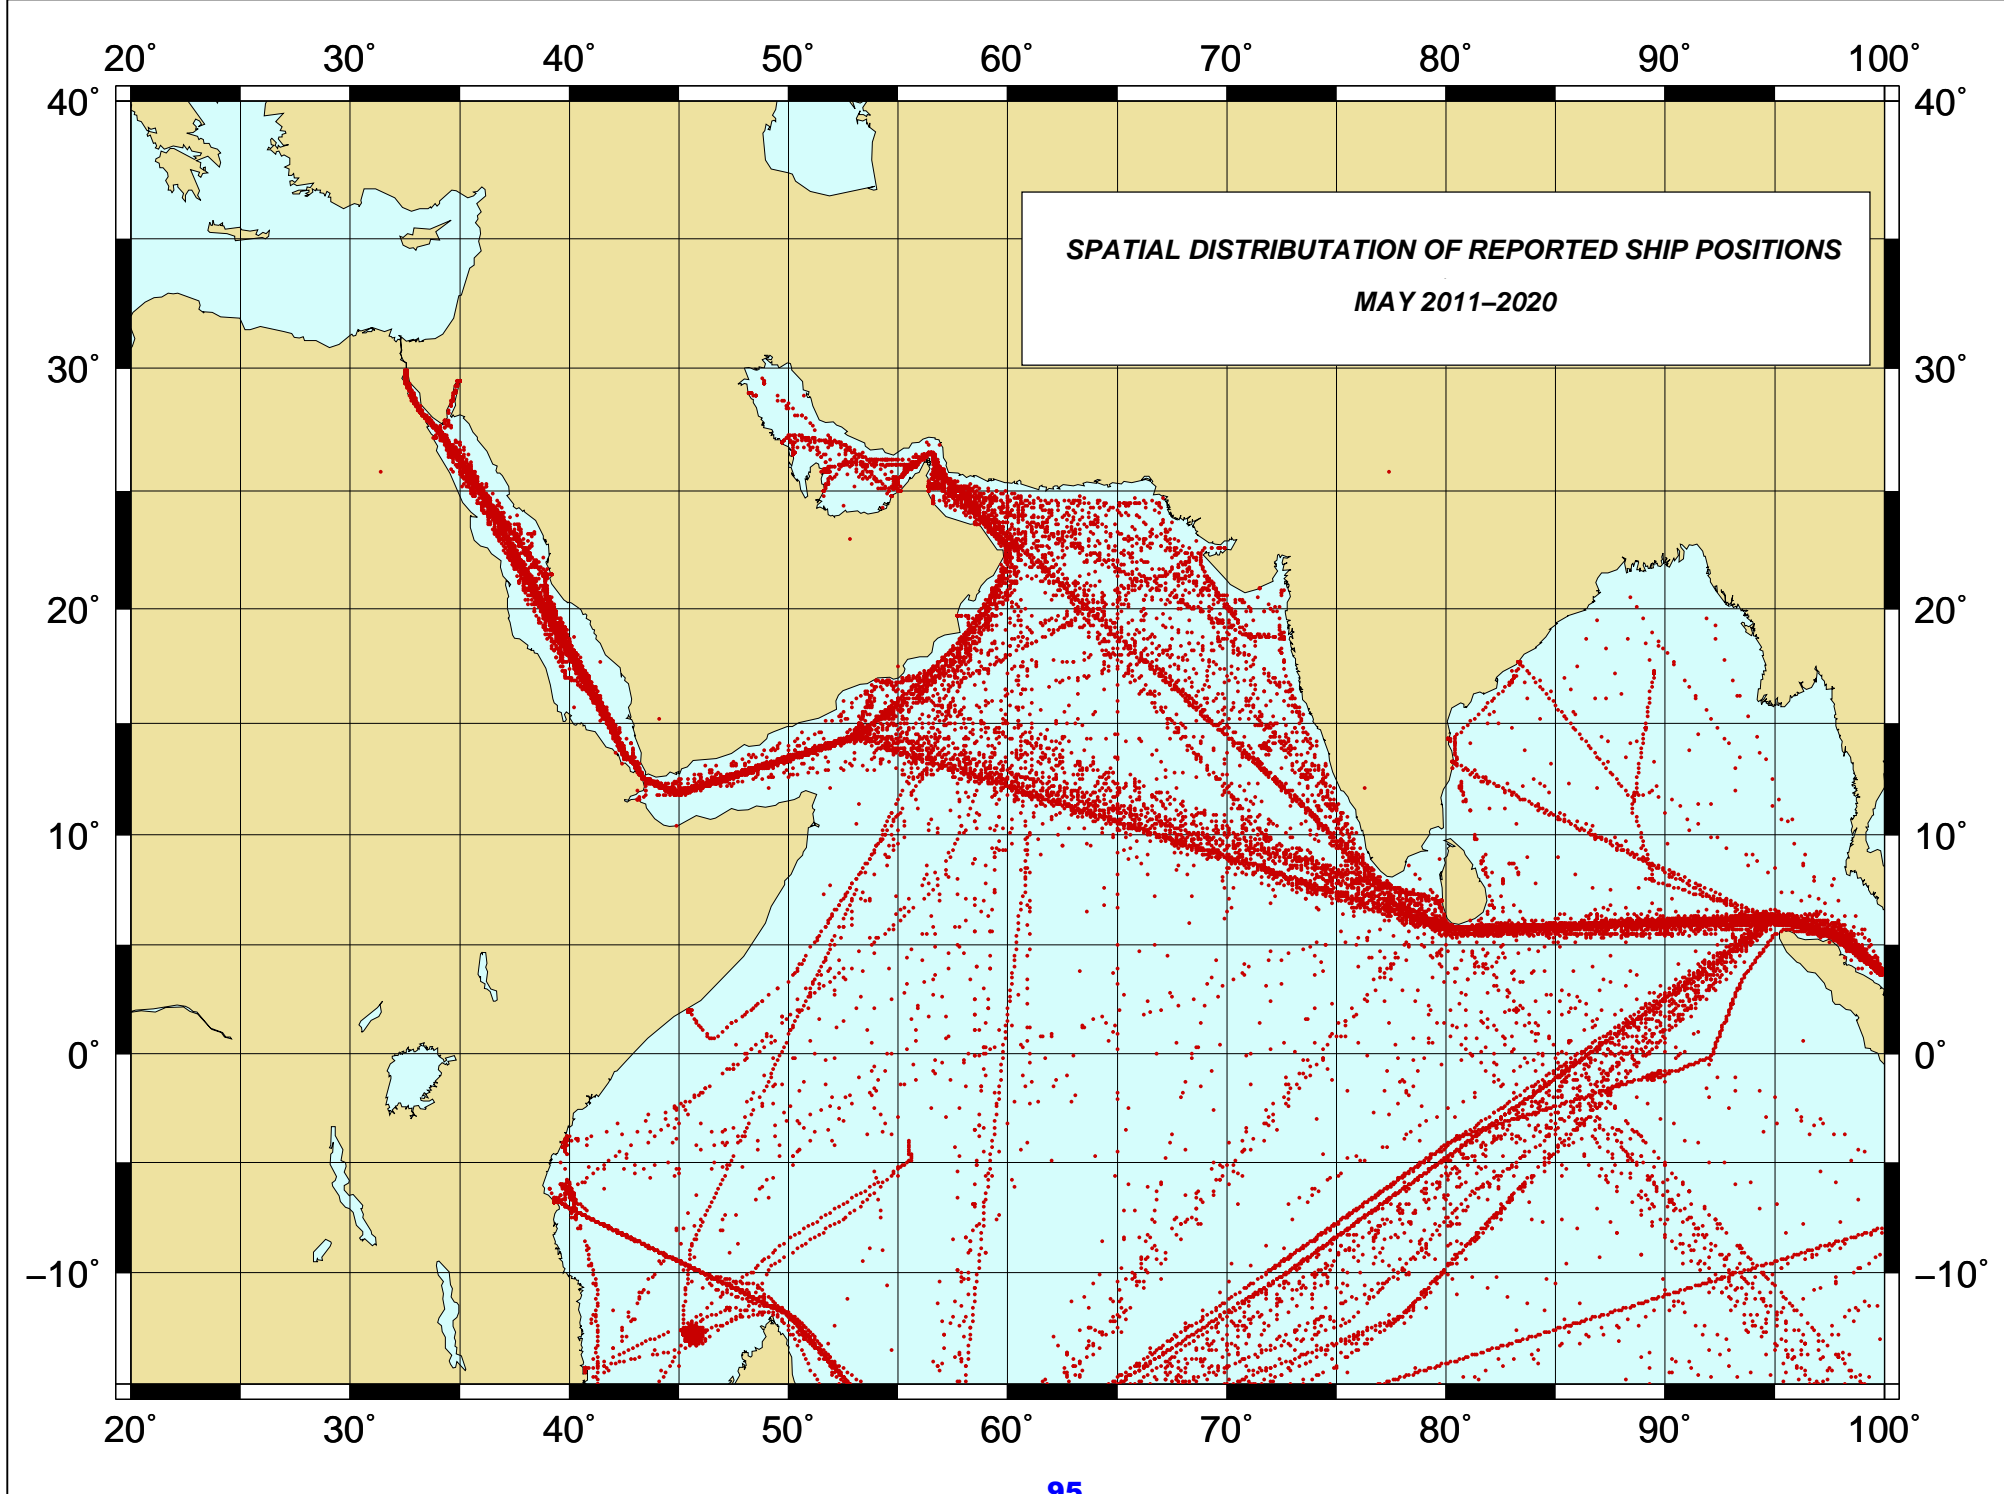 20° 30° 40° 50° 60° 70° 80° 90° 100°
40° 40°
SPATIAL DISTRIBUTATION OF REPORTED SHIP POSITIONS
MAY 2011–2020
30° 30°
20° 20°
10° 10°
0° 0°
−10° −10°
20° 30° 40° 50° 60° 70° 80° 90° 100°
95